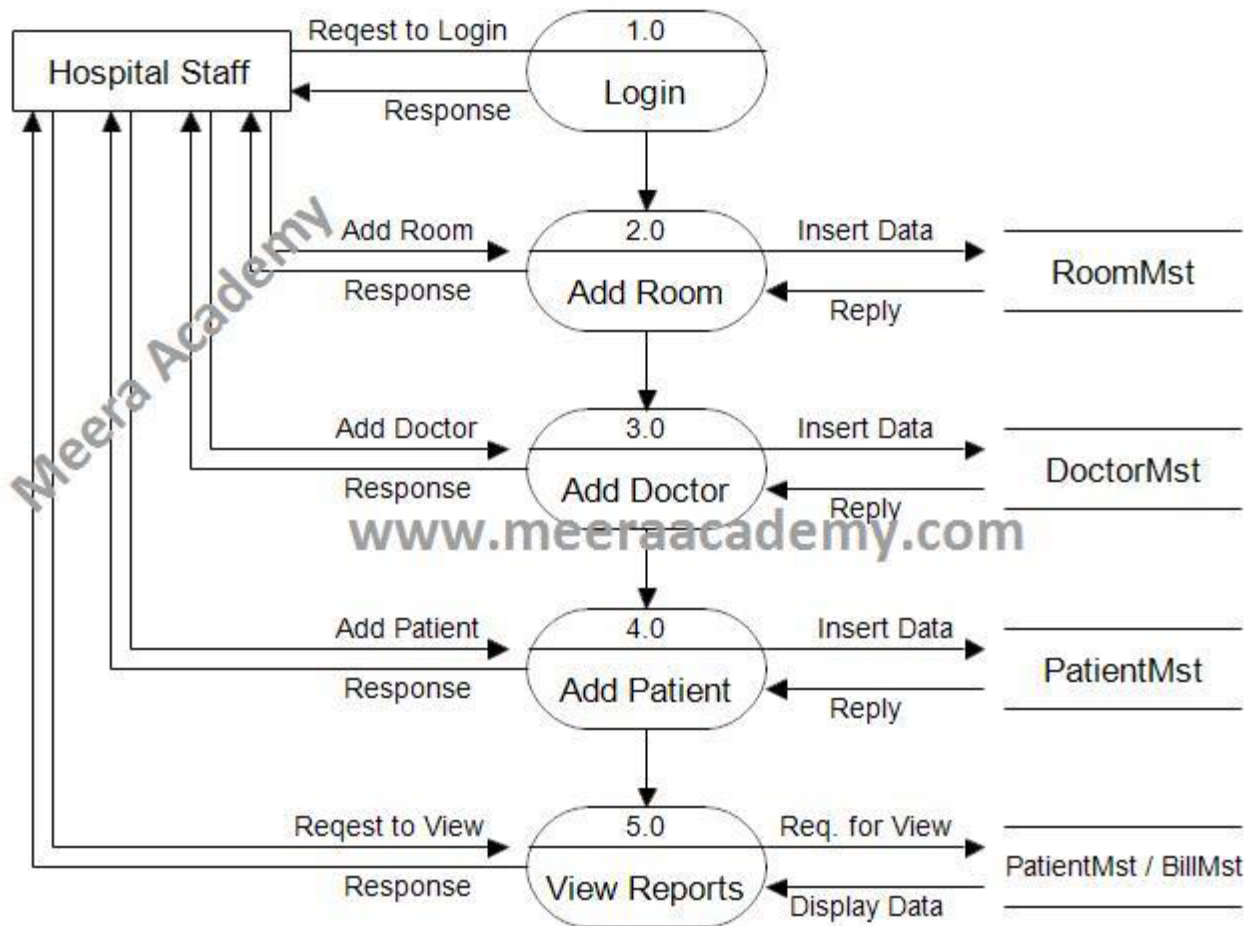 Reqest to Login
1.0
Hospital Staff
Login
Response
Add Room
2.0
Insert Data
RoomMst
Response
Add Room
Reply
Meera Academy
Add Doctor
3.0
Insert Data
DoctorMst
Response
Add Doctor
Reply
www.meeraacademy.com
Add Patient
4.0
Insert Data
PatientMst
Response
Add Patient
Reply
Reqest to View
5.0
Req. for View
PatientMst / BillMst
Response
View Reports
Display Data